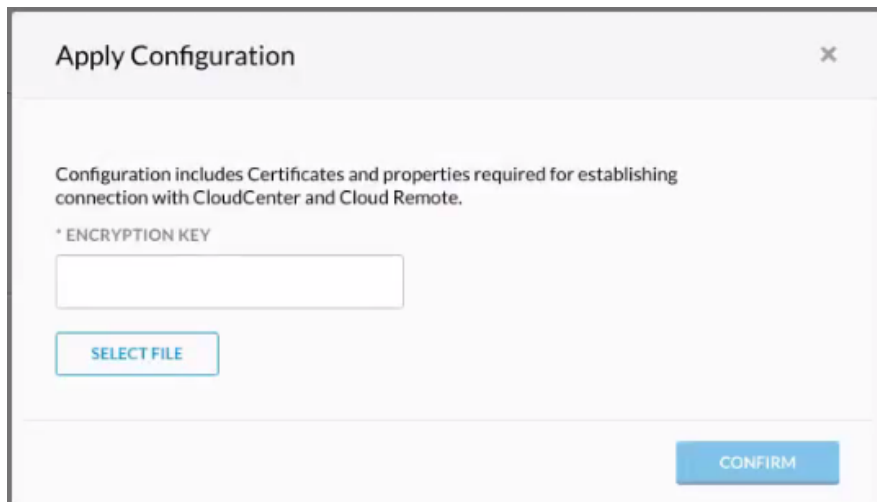 Apply Configuration
Configuration includes Certificates and properties required for establishing
connection with CloudCenter and Cloud Remote.
* ENCRYPTION KEY
SELECT FILE
CONFIRM